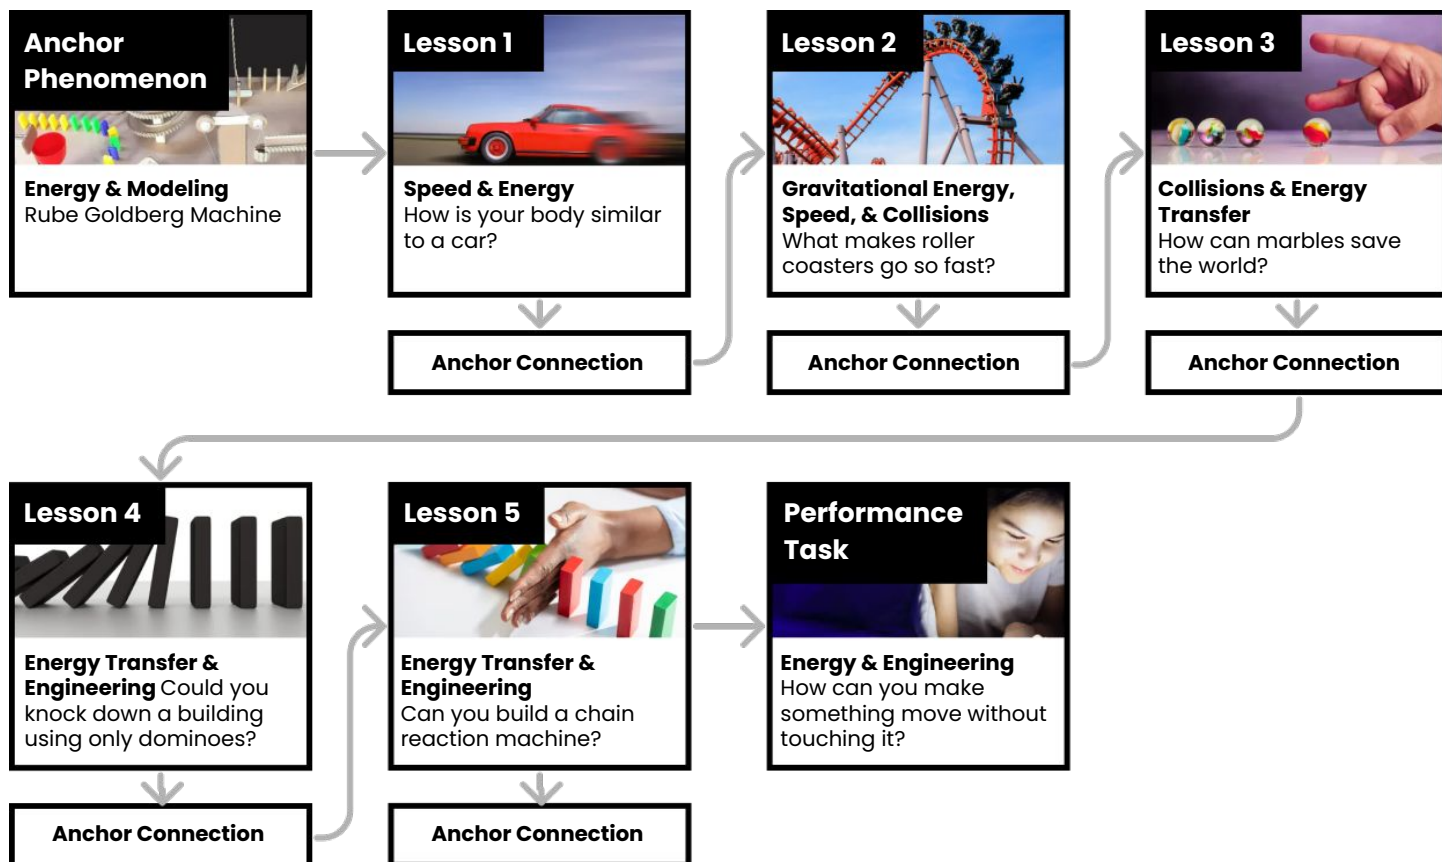 Anchor
Phenomenon
Energy & Modeling
Rube Goldberg Machine
Lesson 1
Speed & Energy
How is your body similar
to a car?
Anchor Connection
Lesson 2
Gravitational Energy,
Speed, & Collisions
What makes roller
coasters go so fast?
Anchor Connection
Lesson 3
Collisions & Energy
Transfer
How can marbles save
the world?
Anchor Connection
Lesson 4
Energy Transfer &
Engineering Could you
knock down a building
using only dominoes?
Anchor Connection
Lesson 5
Energy Transfer &
Engineering
Can you build a chain
reaction machine?
Anchor Connection
Performance
Task
Energy & Engineering
How can you make
something move without
touching it?